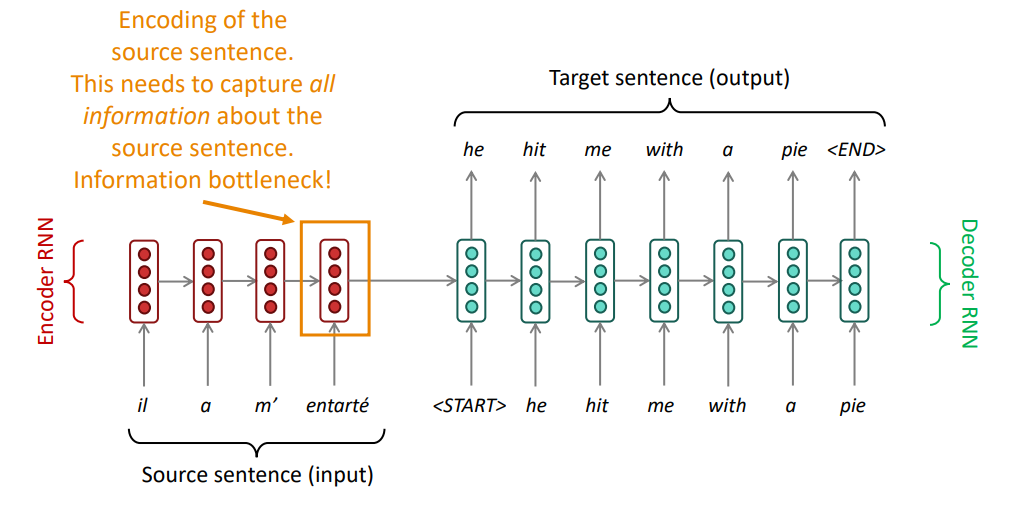 Encoding of the
source sentence.
This needs to capture all
information about the
source sentence.
Information bottleneck!
Target sentence (output)
he hit me with a pie <END>
Encoder RNN
Decoder RNN
il a m’ entarté
<START> he hit me with a pie
Source sentence (input)